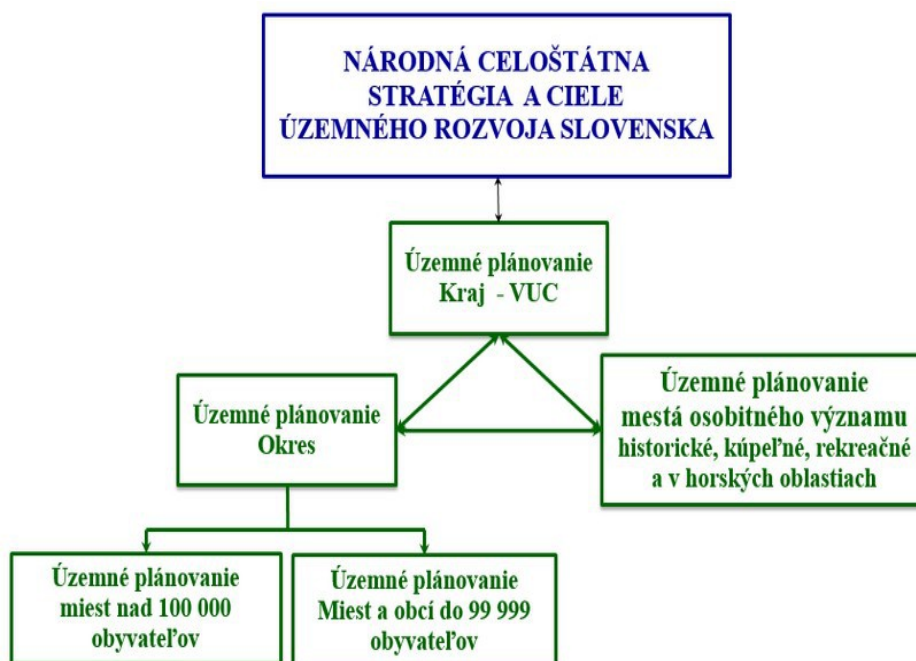 NÁRODNÁ CELOŠTÁTNA
STRATÉGIA A CIELE
ÚZEMNÉHO ROZVOJA SLOVENSKA
Územné plánovanie
Kraj - VUC
Územné plánovanie
Okres
Územné plánovanie
mestá osobitného významu
historické, kúpeľné, rekreačné
a v horských oblastiach
Územné plánovanie
miest nad 100 000
obyvateľov
Územné plánovanie
Miest a obcí do 99 999
obyvateľov